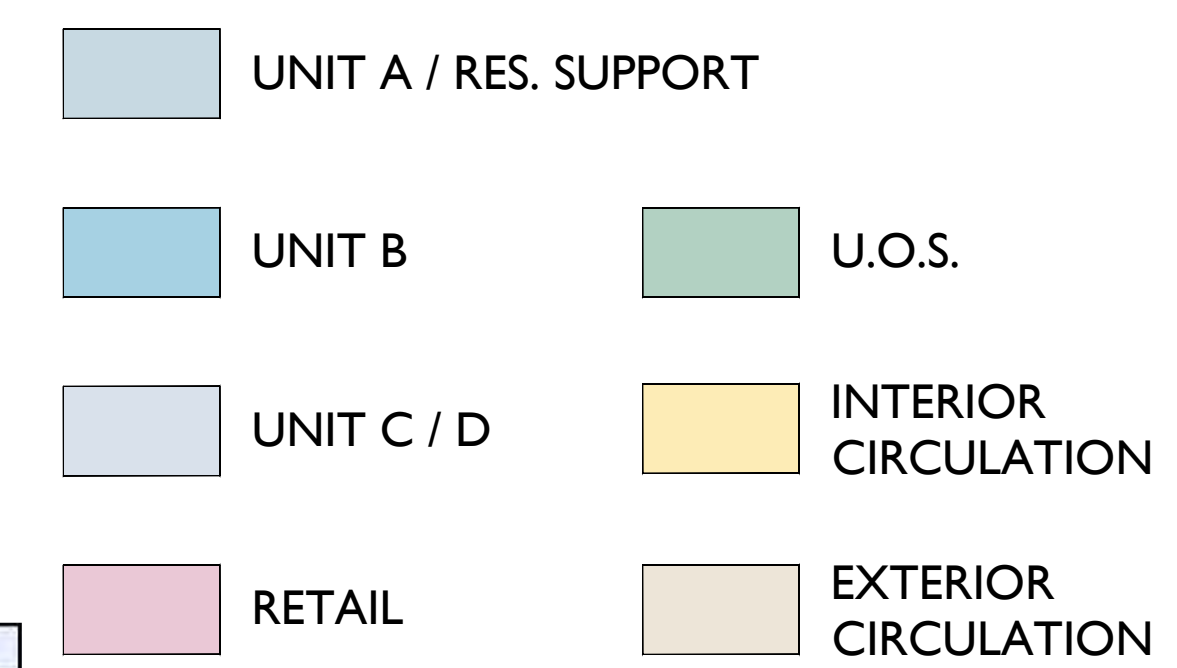 UNIT A / RES. SUPPORT
UNIT B
UNIT C / D
RETAIL
U.O.S.
INTERIOR
CIRCULATION
EXTERIOR
CIRCULATION